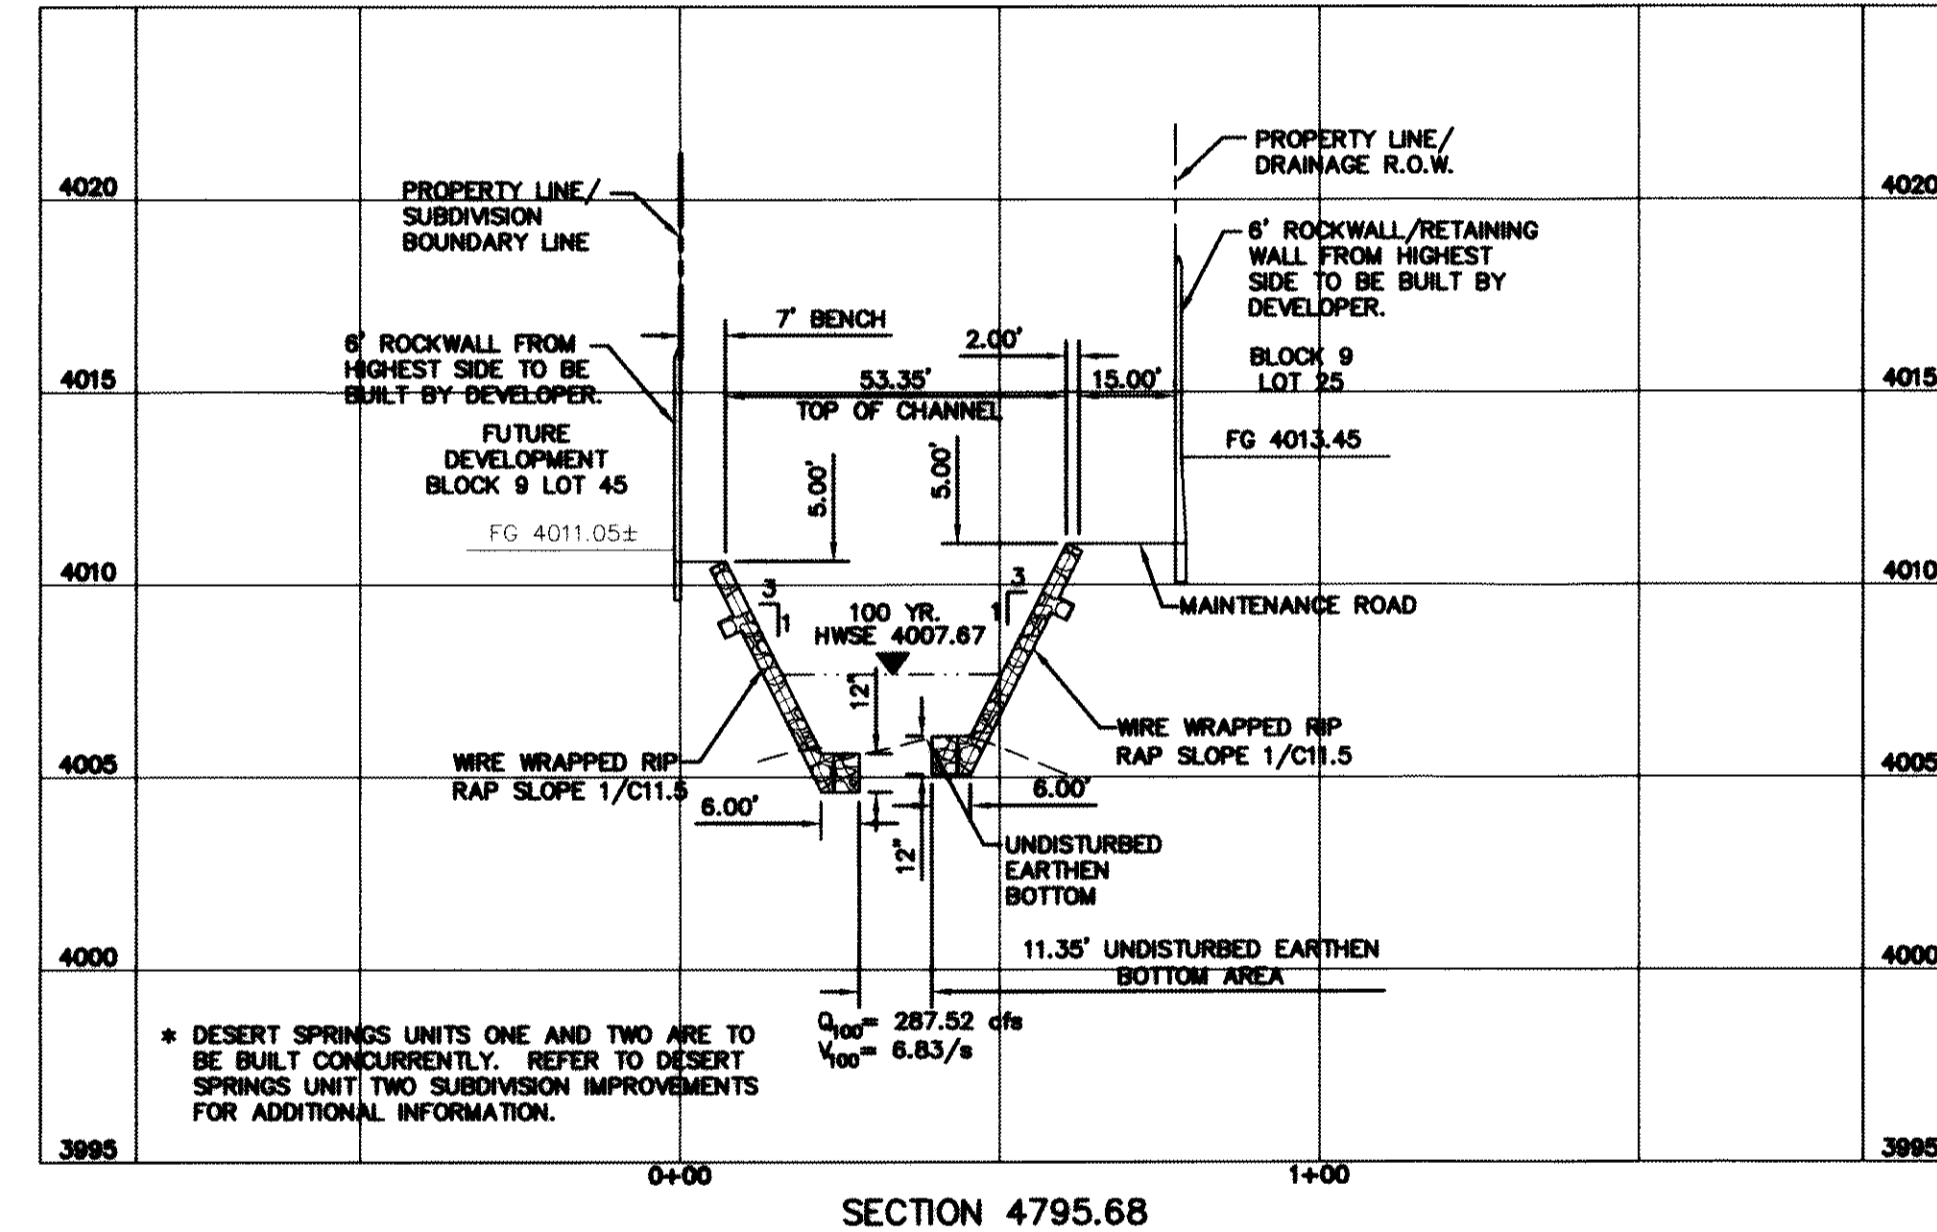 PROPERTY LINE/
DRAINAGE R.O.W.
4020
PROPERTY LINE/
SUBDIVISION
BOUNDARY LINE
4020
6' ROCKWALL/RETAINING
WALL FROM HIGHEST
SIDE TO BE BUILT BY
DEVELOPER.
7' BENCH
2.00'
6' ROCKWALL FROM
HIGHEST SIDE TO BE
BUILT BY DEVELOPER.
BLOCK 9
LOT 25
4015
53.35'
15.00'
4015
TOP OF CHANNEL
FUTURE
DEVELOPMENT
BLOCK 9 LOT 45
FG 4013.45
5.00'
5.00'
FG 4011.05±
4010
4010
3
1
3
1
100 YR.
HWSE 4007.67
MAINTENANCE ROAD
12"
WIRE WRAPPED RIP
RAP SLOPE 1/C11.5
WIRE WRAPPED RIP
RAP SLOPE 1/C11.5
4005
4005
6.00'
6.00'
12"
UNDISTURBED
EARTHEN
BOTTOM
11.35' UNDISTURBED EARTHEN
BOTTOM AREA
4000
4000
Q100= 287.52 cfs
V100= 6.83/s
* DESERT SPRINGS UNITS ONE AND TWO ARE TO
BE BUILT CONCURRENTLY. REFER TO DESERT
SPRINGS UNIT TWO SUBDIVISION IMPROVEMENTS
FOR ADDITIONAL INFORMATION.
3995
3995
0+00
1+00
SECTION 4795.68